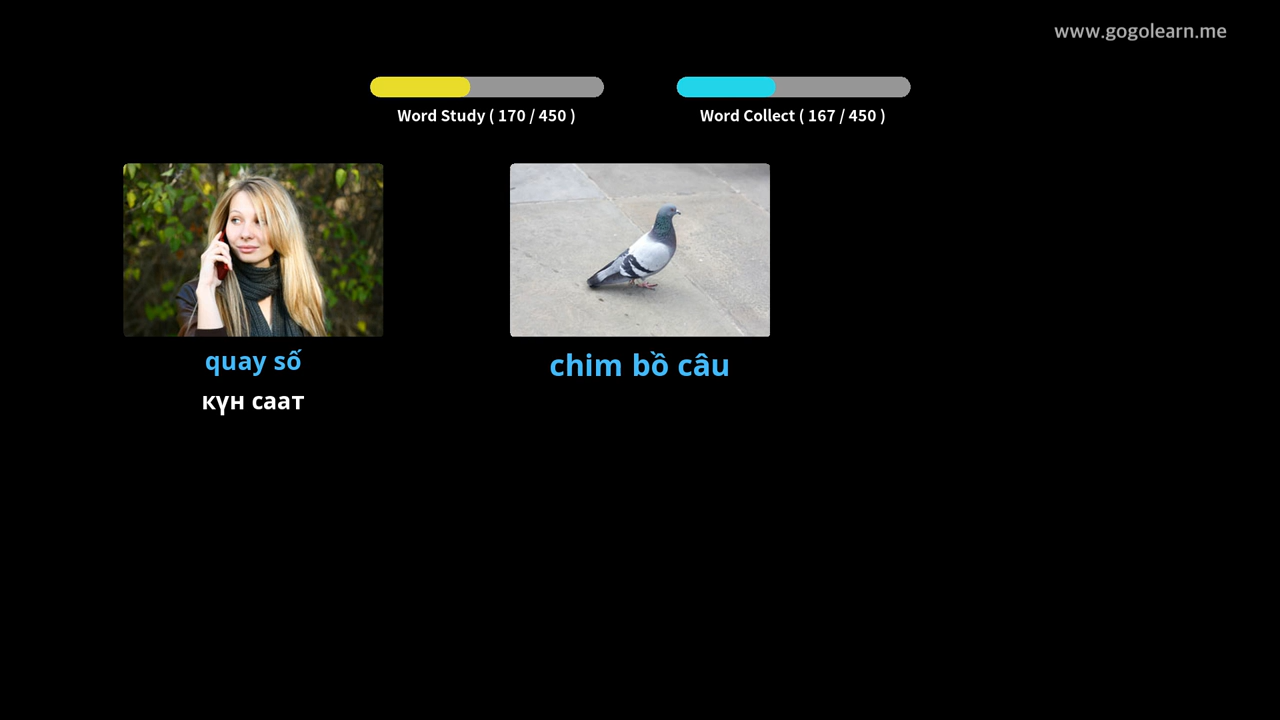 www.gogolearn.me
Word Study ( 170 / 450 )
Word Collect ( 167 / 450 )
quay số
күн саат
chim bồ câu